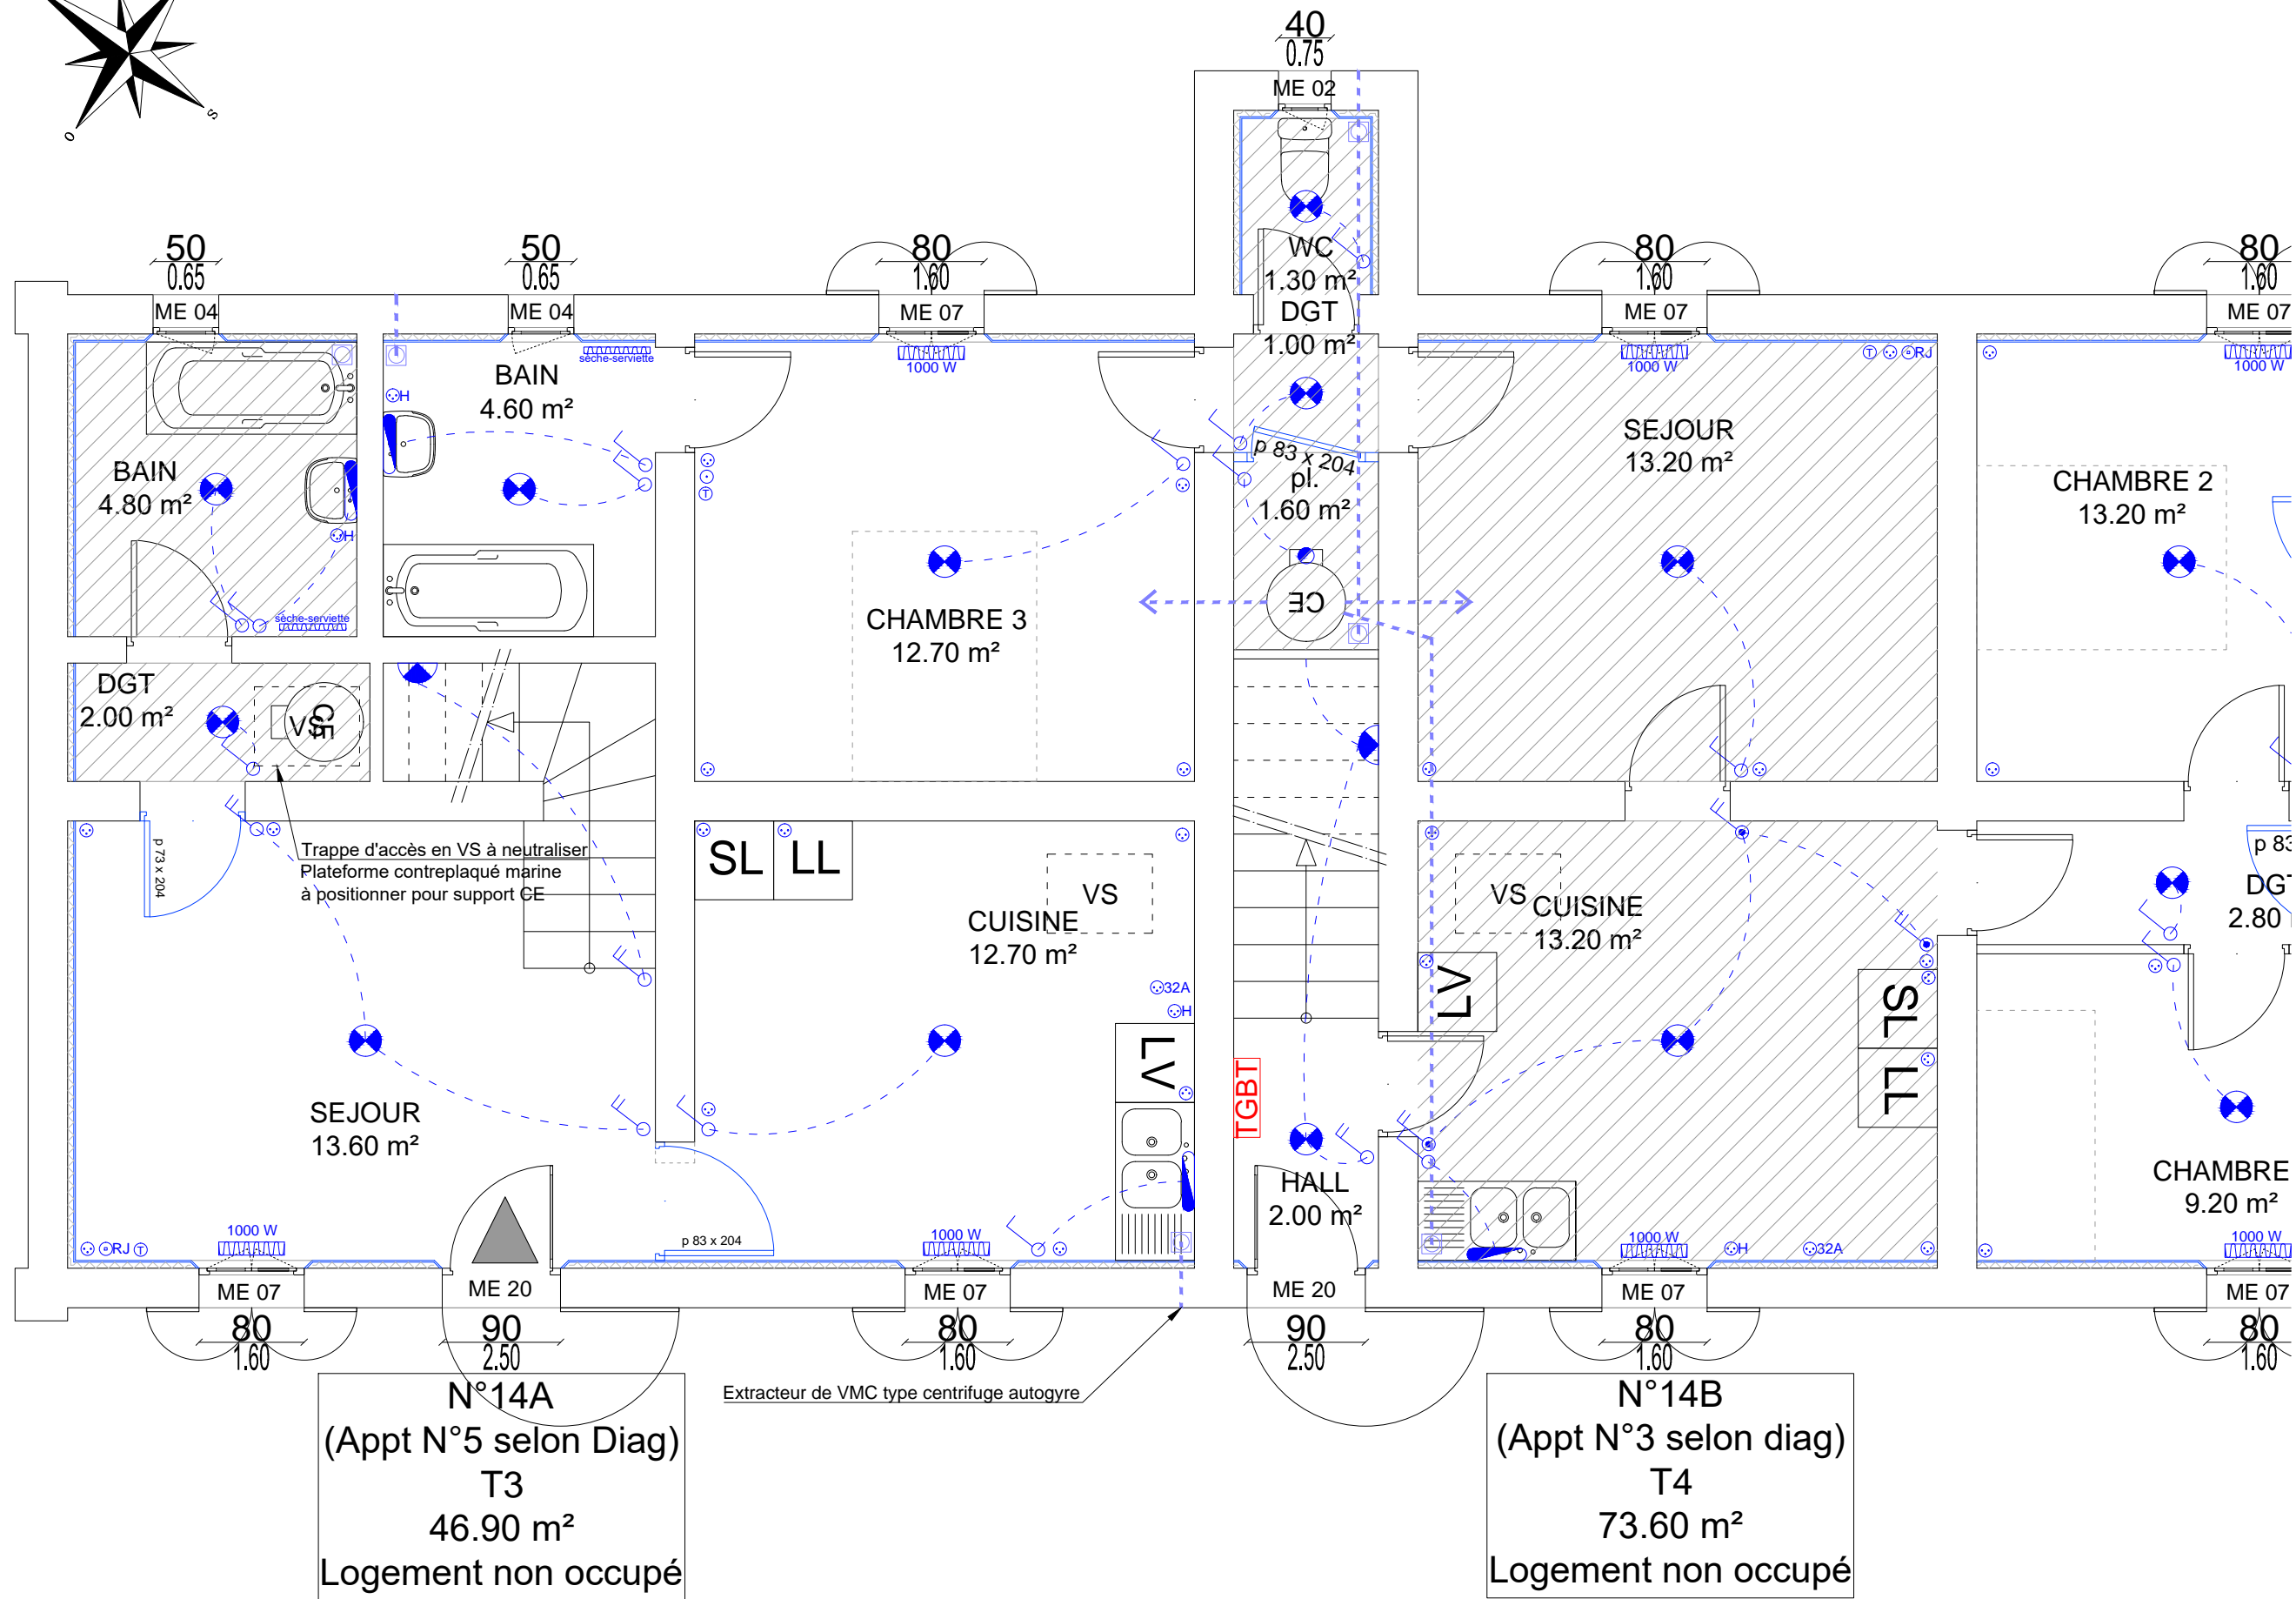 40
0.75
ME 02
S
O
50
0.65
ME 04
50
0.65
ME 04
80
1.60
ME 07
80
1.60
ME 07
80
1.60
ME 07
WC
1.30 m²
DGT
1.00 m²
sèche-serviette
1000 W
1000 W
1000 W
T
RJ
BAIN
4.60 m²
H
BAIN
4.80 m²
H
sèche-serviette
T
p 83 x 204
pl.
1.60 m²
CE
SEJOUR
13.20 m²
CHAMBRE 2
13.20 m²
CHAMBRE 3
12.70 m²
DGT
2.00 m²
VS
CE
Trappe d'accès en VS à neutraliser
Plateforme contreplaqué marine
à positionner pour support CE
p 73 x 204
SL
LL
VS
CUISINE
12.70 m²
32A
H
LV
VS
CUISINE
13.20 m²
LV
SL
LL
p 83
DGT
2.80
TGBT
SEJOUR
13.60 m²
HALL
2.00 m²
CHAMBRE
9.20 m²
RJ
T
1000 W
p 83 x 204
1000 W
1000 W
H
32A
1000 W
ME 07
80
1.60
ME 20
90
2.50
ME 07
80
1.60
ME 20
90
2.50
ME 07
80
1.60
ME 07
80
1.60
Extracteur de VMC type centrifuge autogyre
N°14A
(Appt N°5 selon Diag)
T3
46.90 m²
Logement non occupé
N°14B
(Appt N°3 selon diag)
T4
73.60 m²
Logement non occupé